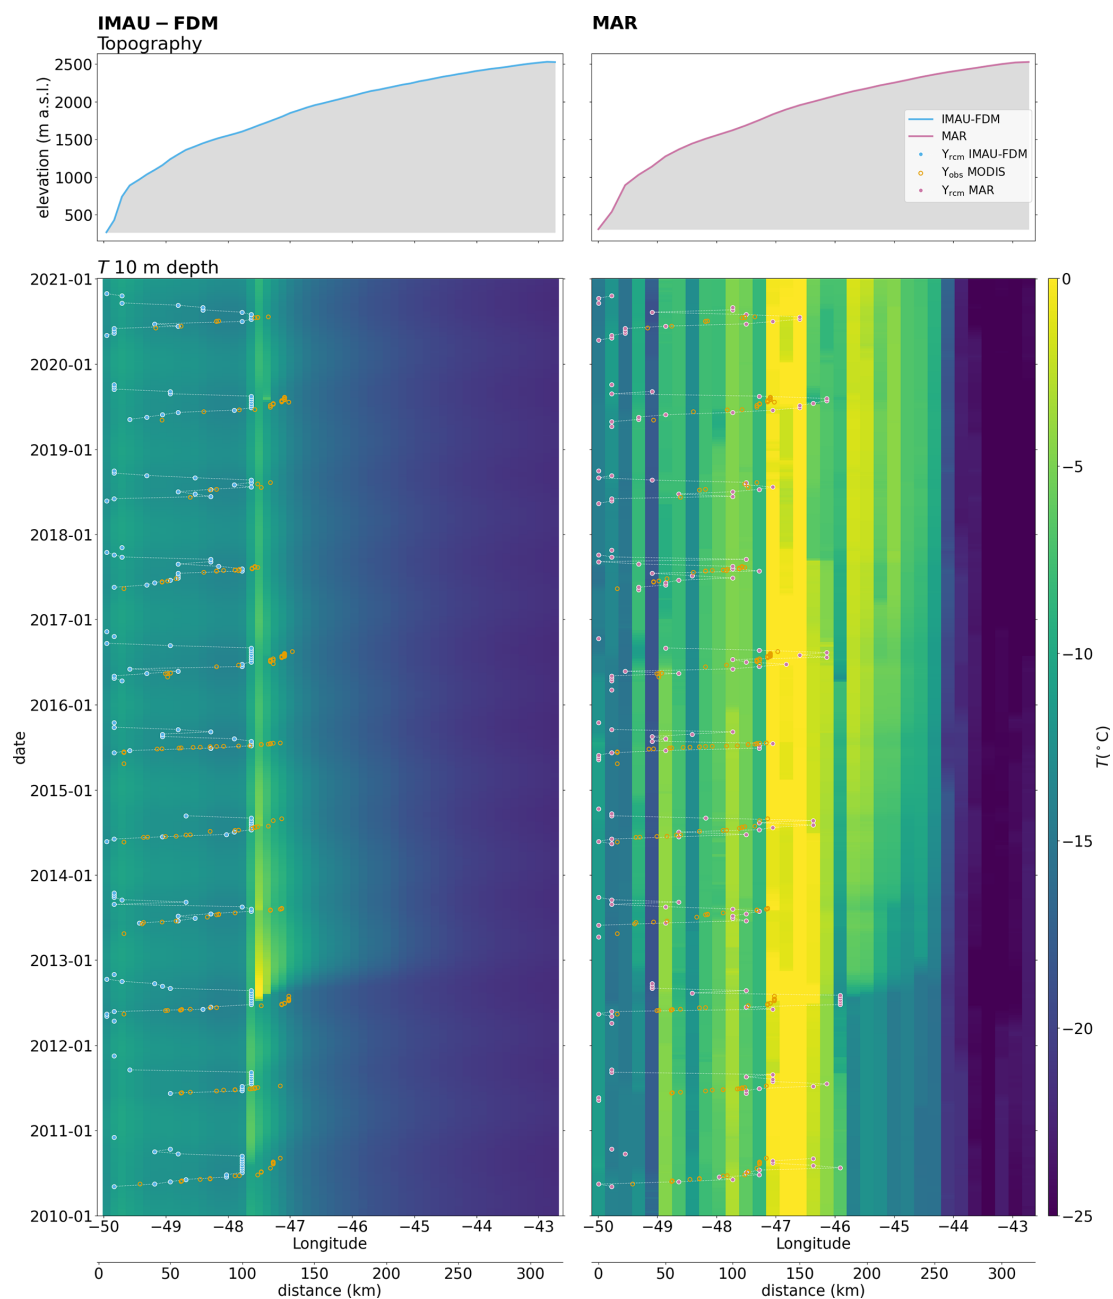 IMAU – FDM
MAR
Topography
2500
2000
1500
1000
500
elevation (m a.s.l.)
IMAU-FDM
MAR
Yrcm IMAU-FDM
Yobs MODIS
Yrcm MAR
T 10 m depth
2021-01
2020-01
2019-01
2018-01
2017-01
2016-01
2015-01
2014-01
2013-01
2012-01
2011-01
2010-01
date
−50 −49 −48 −47 −46 −45 −44 −43
Longitude
0 50 100 150 200 250 300
distance (km)
−50 −49 −48 −47 −46 −45 −44 −43
Longitude
0 50 100 150 200 250 300
distance (km)
0
−5
−10
−15
−20
−25
T(°C)